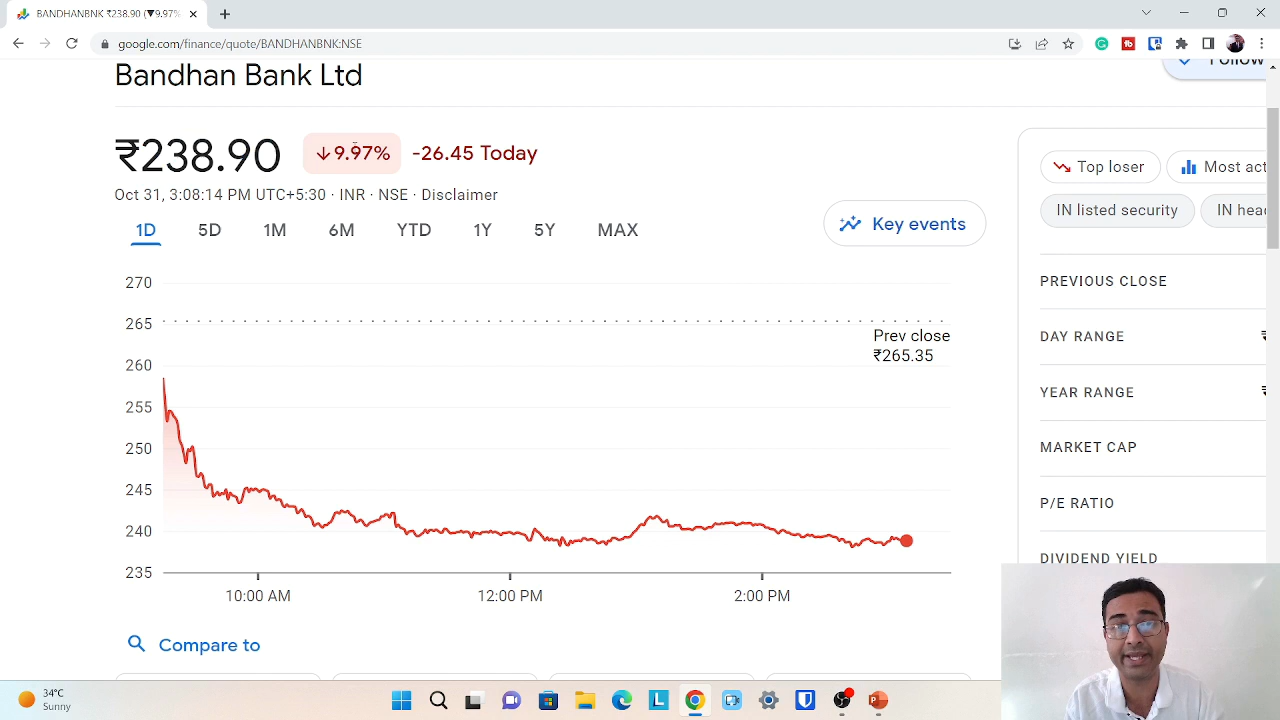 BANDHANBNK ₹238.90 (▼9.97%
google.com/finance/quote/BANDHANBNK:NSE
Bandhan Bank Ltd
Follow
₹238.90 ↓9.97% -26.45 Today
Oct 31, 3:08:14 PM UTC+5:30 · INR · NSE · Disclaimer
1D 5D 1M 6M YTD 1Y 5Y MAX
Key events
270
265
260
255
250
245
240
235
Prev close
₹265.35
10:00 AM 12:00 PM 2:00 PM
Compare to
Top loser Most act
IN listed security IN hea
PREVIOUS CLOSE
DAY RANGE ₹
YEAR RANGE ₹
MARKET CAP
P/E RATIO
DIVIDEND YIELD
34°C
Sunny